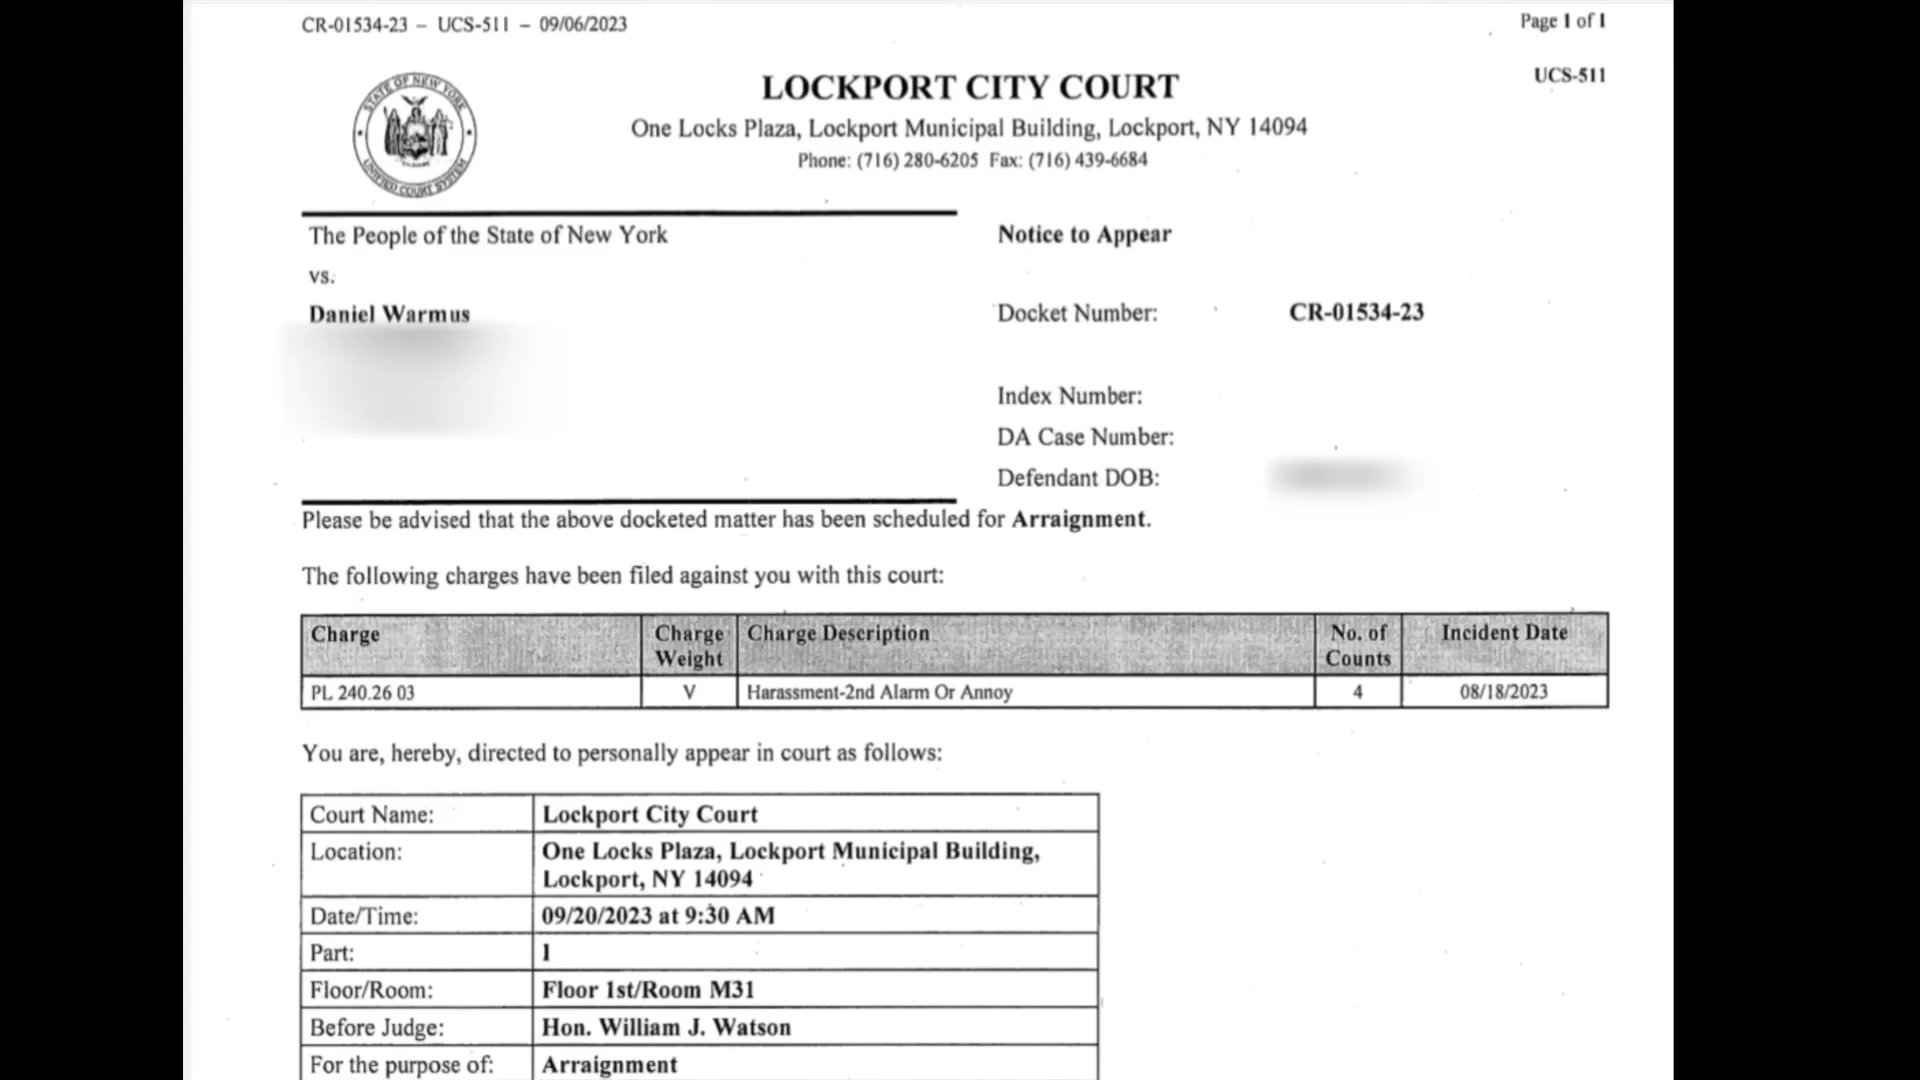 CR-01534-23 – UCS-511 – 09/06/2023
Page 1 of 1
UCS-511
STATE OF NEW YORK
UNIFIED COURT SYSTEM
LOCKPORT CITY COURT
One Locks Plaza, Lockport Municipal Building, Lockport, NY 14094
Phone: (716) 280-6205 Fax: (716) 439-6684
The People of the State of New York
vs.
Daniel Warmus
Notice to Appear
Docket Number: CR-01534-23
Index Number:
DA Case Number:
Defendant DOB:
Please be advised that the above docketed matter has been scheduled for Arraignment.
The following charges have been filed against you with this court:
Charge Charge Weight Charge Description No. of Counts Incident Date
PL 240.26 03 V Harassment-2nd Alarm Or Annoy 4 08/18/2023
You are, hereby, directed to personally appear in court as follows:
Court Name: Lockport City Court
Location: One Locks Plaza, Lockport Municipal Building,
Lockport, NY 14094
Date/Time: 09/20/2023 at 9:30 AM
Part: 1
Floor/Room: Floor 1st/Room M31
Before Judge: Hon. William J. Watson
For the purpose of: Arraignment